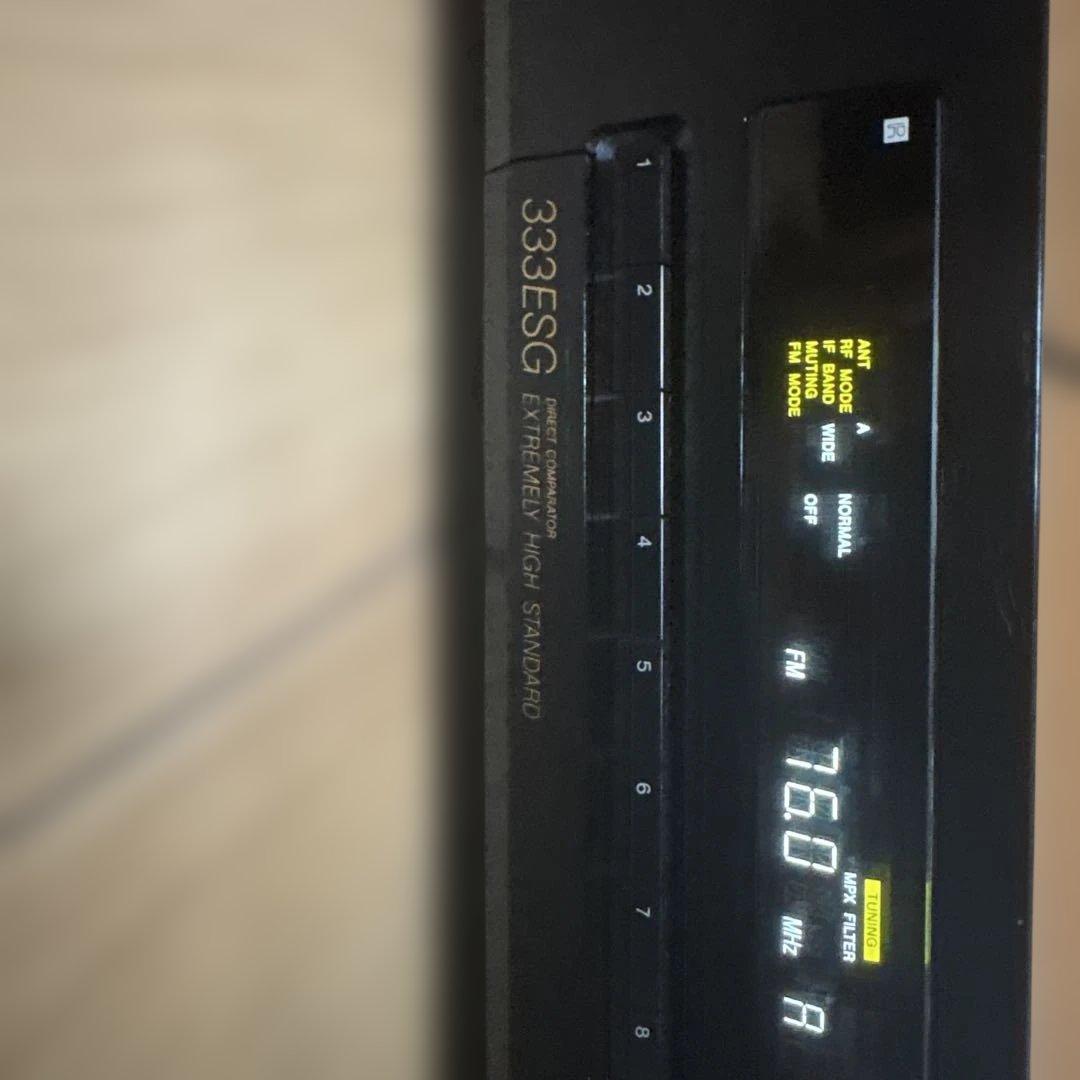 ANT A
RF MODE NORMAL
IF BAND WIDE
MUTING OFF
FM MODE
FM 76.0 MHz A
TUNING
MPX FILTER
1 2 3 4 5 6 7 8
333ESG DIRECT COMPARATOR
EXTREMELY HIGH STANDARD